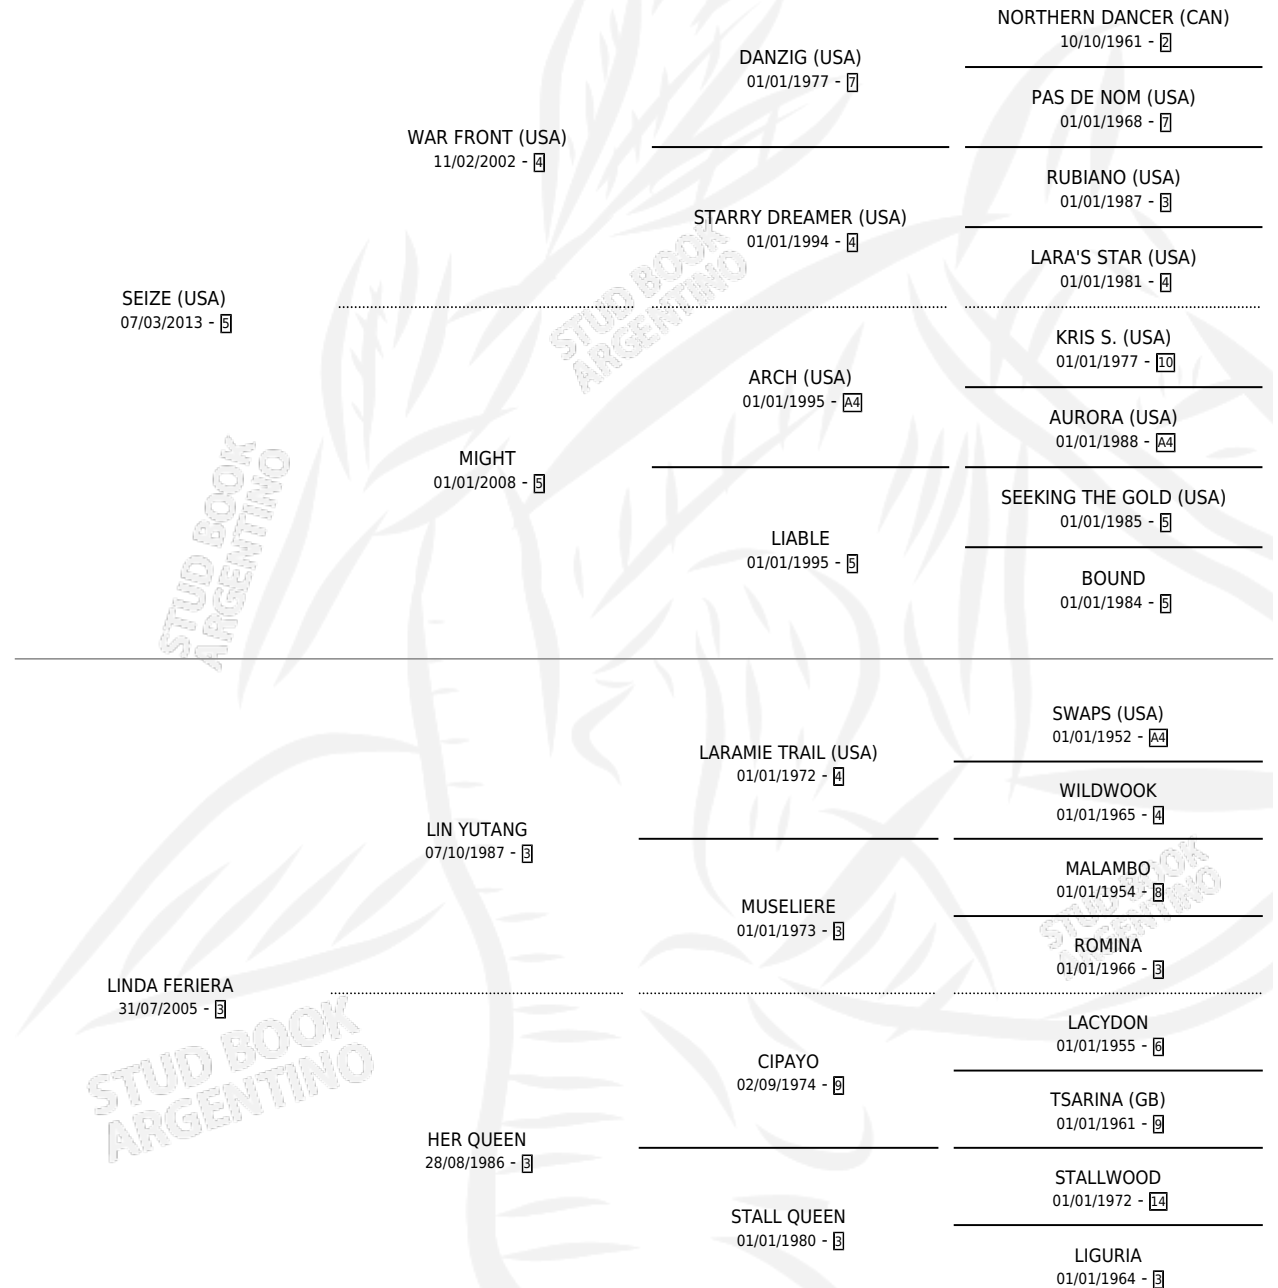 NORTHERN DANCER (CAN)
10/10/1961 - 2
DANZIG (USA)
01/01/1977 - 7
PAS DE NOM (USA)
01/01/1968 - 7
WAR FRONT (USA)
11/02/2002 - 4
RUBIANO (USA)
01/01/1987 - 3
STARRY DREAMER (USA)
01/01/1994 - 4
LARA'S STAR (USA)
01/01/1981 - 4
SEIZE (USA)
07/03/2013 - 5
KRIS S. (USA)
01/01/1977 - 10
ARCH (USA)
01/01/1995 - A4
AURORA (USA)
01/01/1988 - A4
MIGHT
01/01/2008 - 5
SEEKING THE GOLD (USA)
01/01/1985 - 5
LIABLE
01/01/1995 - 5
BOUND
01/01/1984 - 5
SWAPS (USA)
01/01/1952 - A4
LARAMIE TRAIL (USA)
01/01/1972 - 4
WILDWOOK
01/01/1965 - 4
LIN YUTANG
07/10/1987 - 3
MALAMBO
01/01/1954 - 8
MUSELIERE
01/01/1973 - 3
ROMINA
01/01/1966 - 3
LINDA FERIERA
31/07/2005 - 3
LACYDON
01/01/1955 - 6
CIPAYO
02/09/1974 - 9
TSARINA (GB)
01/01/1961 - 9
HER QUEEN
28/08/1986 - 3
STALLWOOD
01/01/1972 - 14
STALL QUEEN
01/01/1980 - 3
LIGURIA
01/01/1964 - 3
STUD BOOK
ARGENTINO
STUD BOOK
ARGENTINO
STUD BOOK
ARGENTINO
STUD BOOK
ARGENTINO